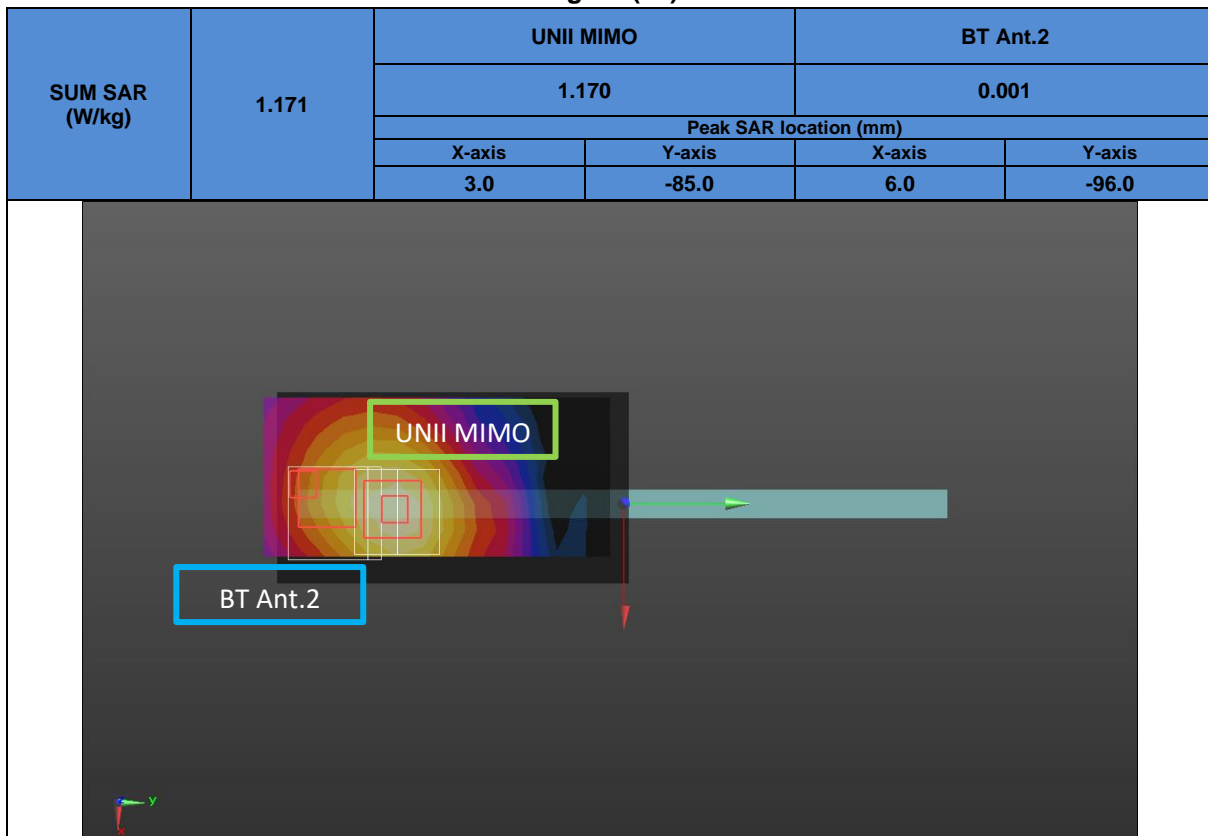 UNII MIMO BT Ant.2
SUM SAR (W/kg) 1.171 1.170 0.001
Peak SAR location (mm)
X-axis Y-axis X-axis Y-axis
3.0 -85.0 6.0 -96.0
UNII MIMO
BT Ant.2
y
x